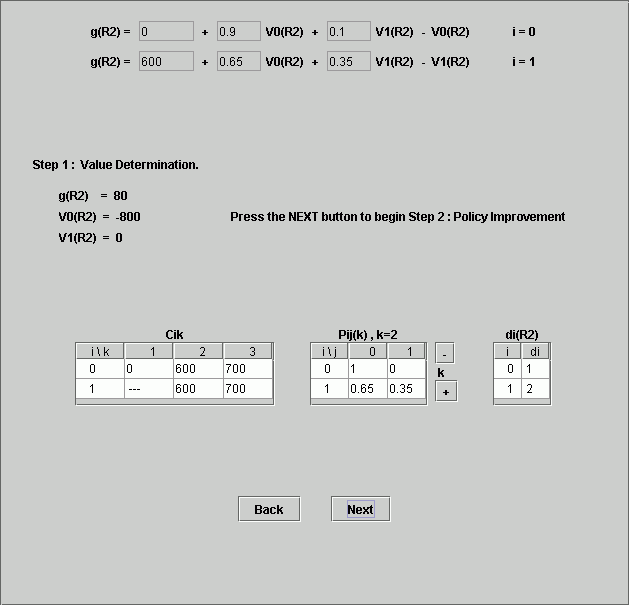 g(R2) = 0 + 0.9 V0(R2) + 0.1 V1(R2) - V0(R2) i = 0
g(R2) = 600 + 0.65 V0(R2) + 0.35 V1(R2) - V1(R2) i = 1
Step 1 : Value Determination.
g(R2) = 80
V0(R2) = -800 Press the NEXT button to begin Step 2 : Policy Improvement
V1(R2) = 0
Cik Pij(k) , k=2 di(R2)
i \ k 1 2 3 i \ j 0 1 - i di
0 0 600 700 0 1 0 k 0 1
1 --- 600 700 1 0.65 0.35 + 1 2
Back Next